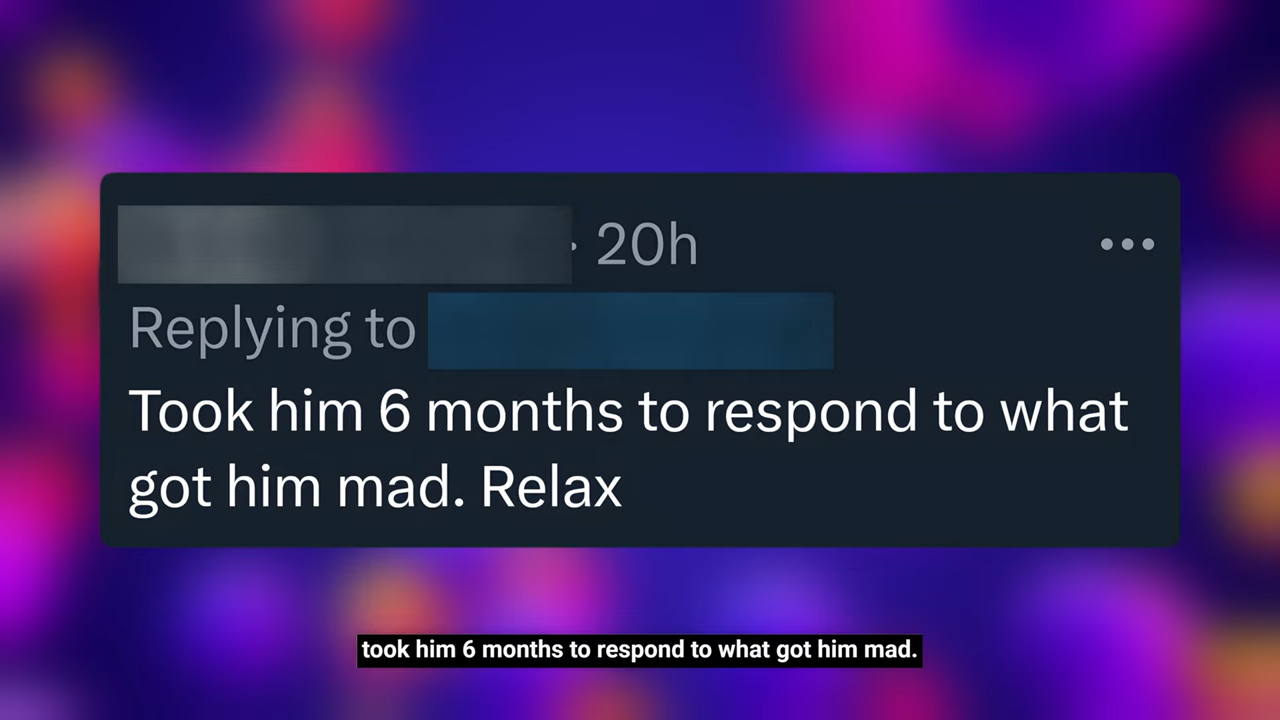 · 20h
Replying to
Took him 6 months to respond to what
got him mad. Relax
took him 6 months to respond to what got him mad.